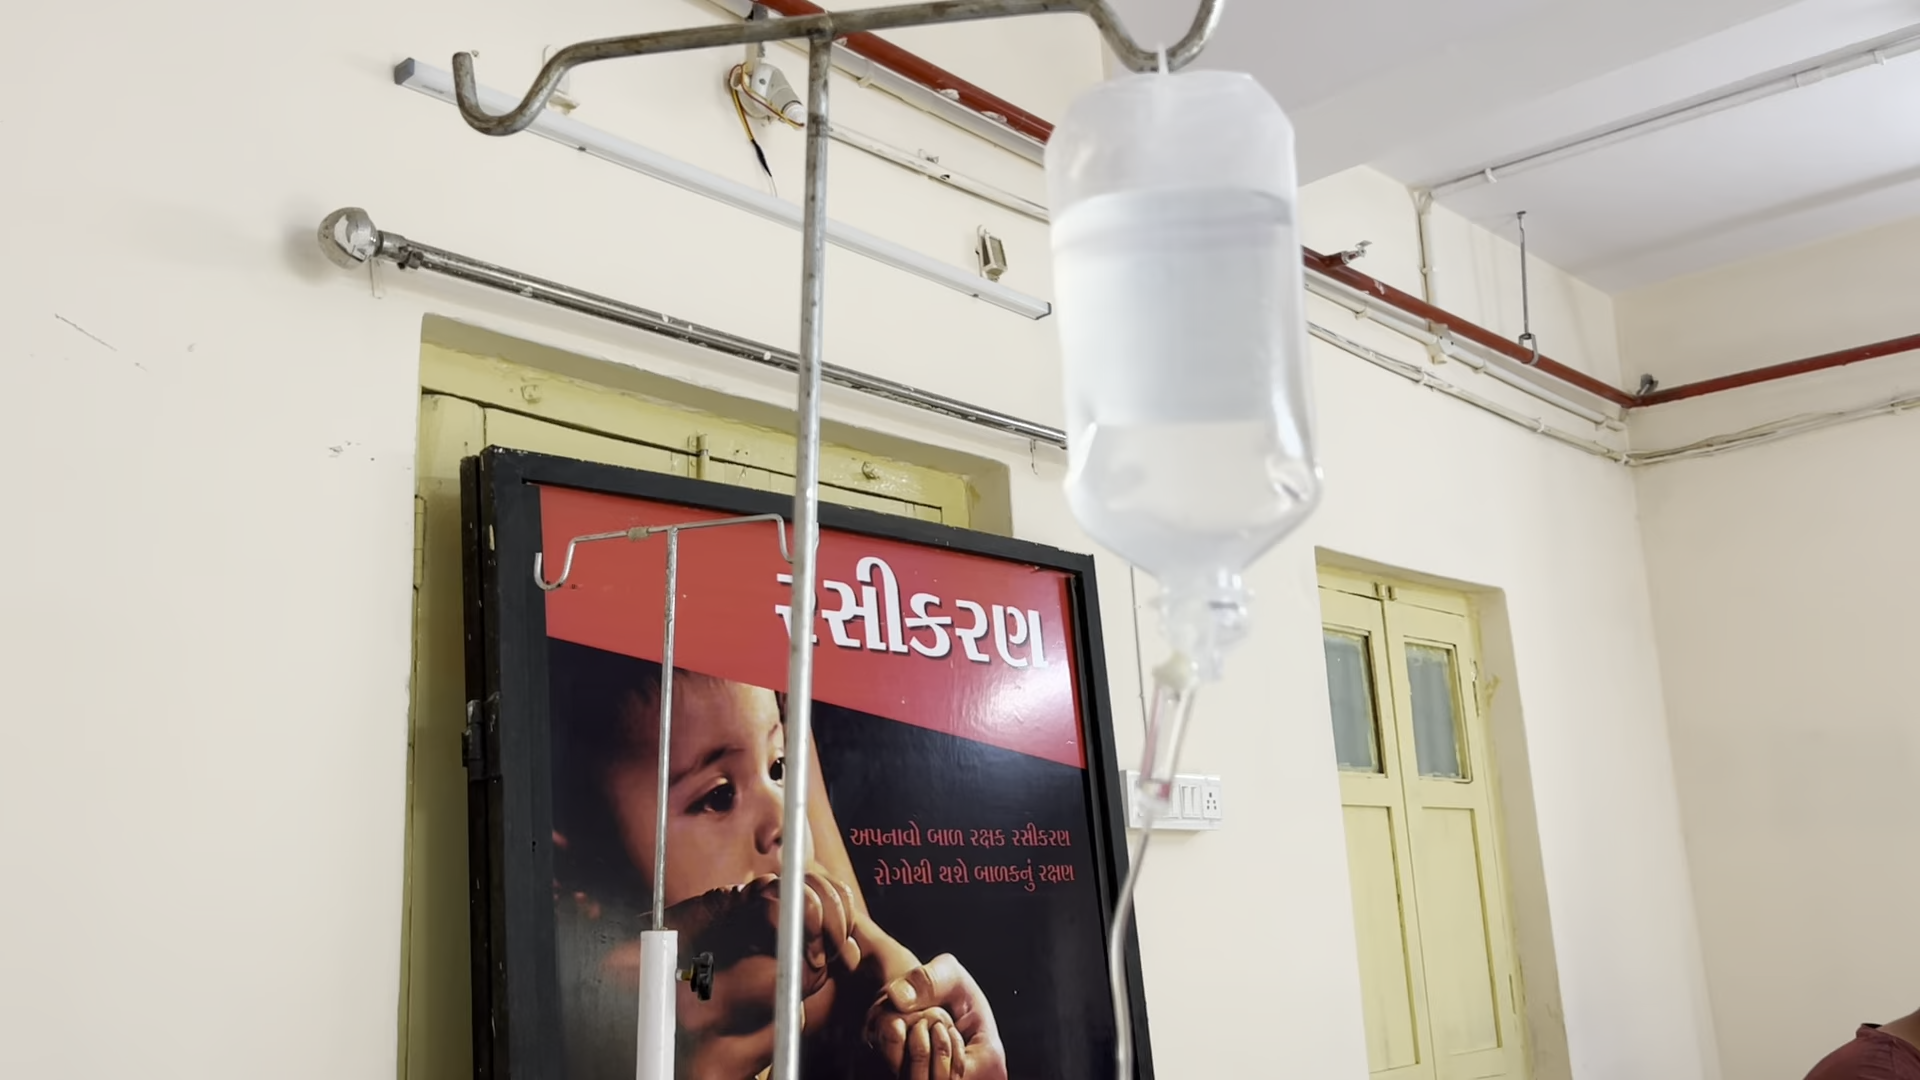 રસીકરણ
અપનાવો બાળ રક્ષક રસીકરણ
રોગોથી થશે બાળકનું રક્ષણ